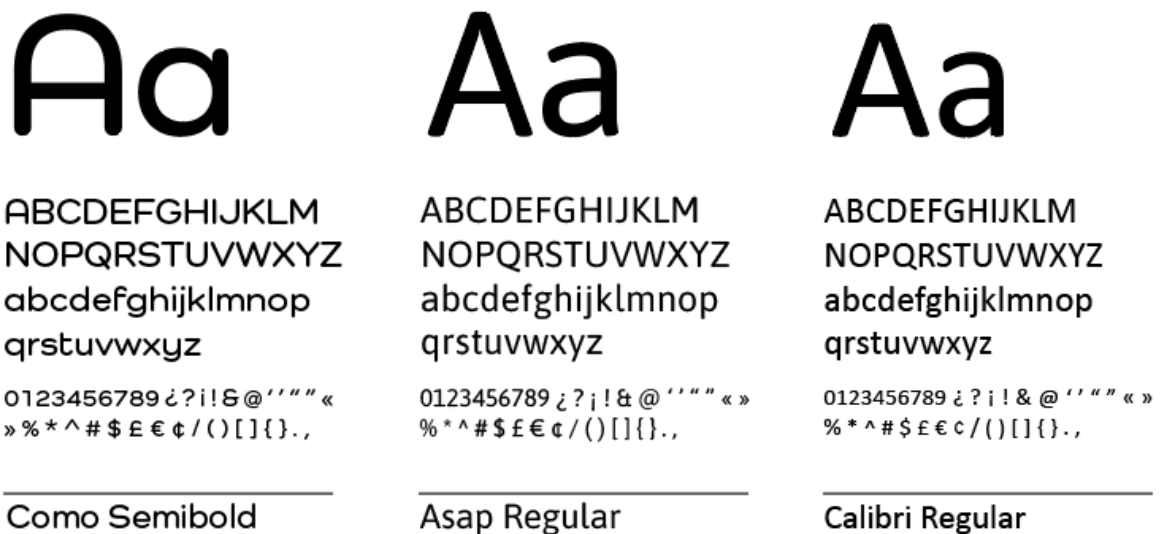 Aa
ABCDEFGHIJKLM
NOPQRSTUVWXYZ
abcdefghijklmnop
qrstuvwxyz
0123456789 ¿?¡!&@‘’“”«
»%*^#$£€¢/()[]{}.,
Como Semibold
Aa
ABCDEFGHIJKLM
NOPQRSTUVWXYZ
abcdefghijklmnop
qrstuvwxyz
0123456789 ¿?¡!&@‘’“”«»
%*^#$£€¢/()[]{}.,
Asap Regular
Aa
ABCDEFGHIJKLM
NOPQRSTUVWXYZ
abcdefghijklmnop
qrstuvwxyz
0123456789 ¿?¡!&@‘’“”«»
%*^#$£€¢/()[]{}.,
Calibri Regular